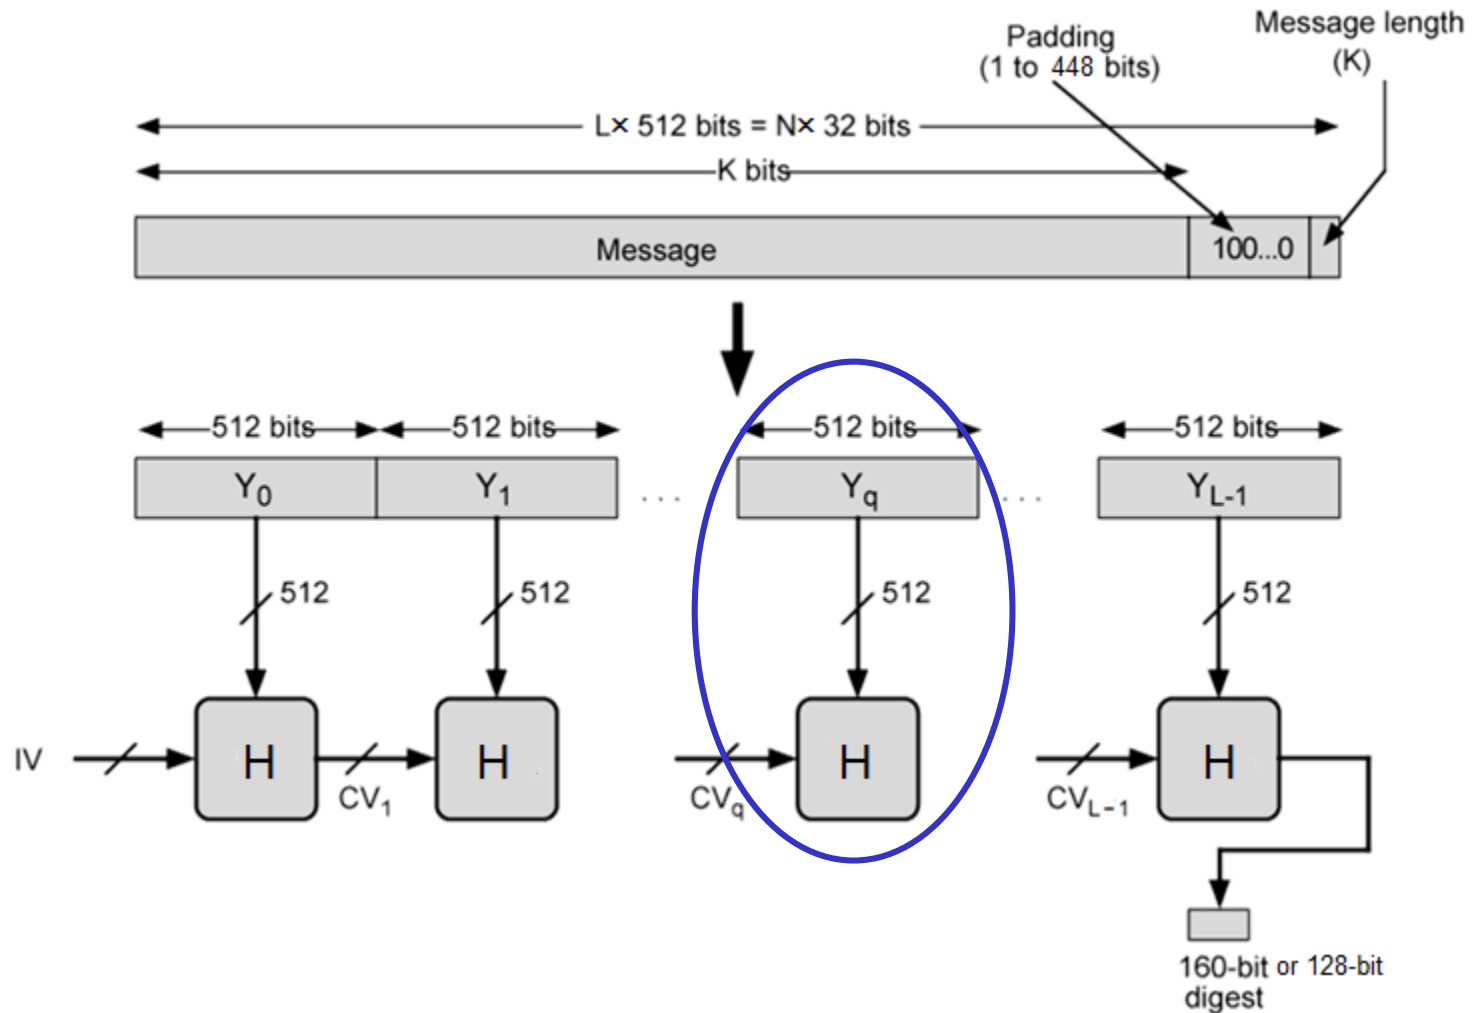 Padding
(1 to 448 bits)
Message length
(K)
L× 512 bits = N× 32 bits
K bits
Message
100...0
512 bits
512 bits
512 bits
512 bits
Y0
Y1
. . .
Yq
. . .
YL-1
512
512
512
512
IV
H
H
H
H
CV1
CVq
CVL-1
160-bit or 128-bit
digest